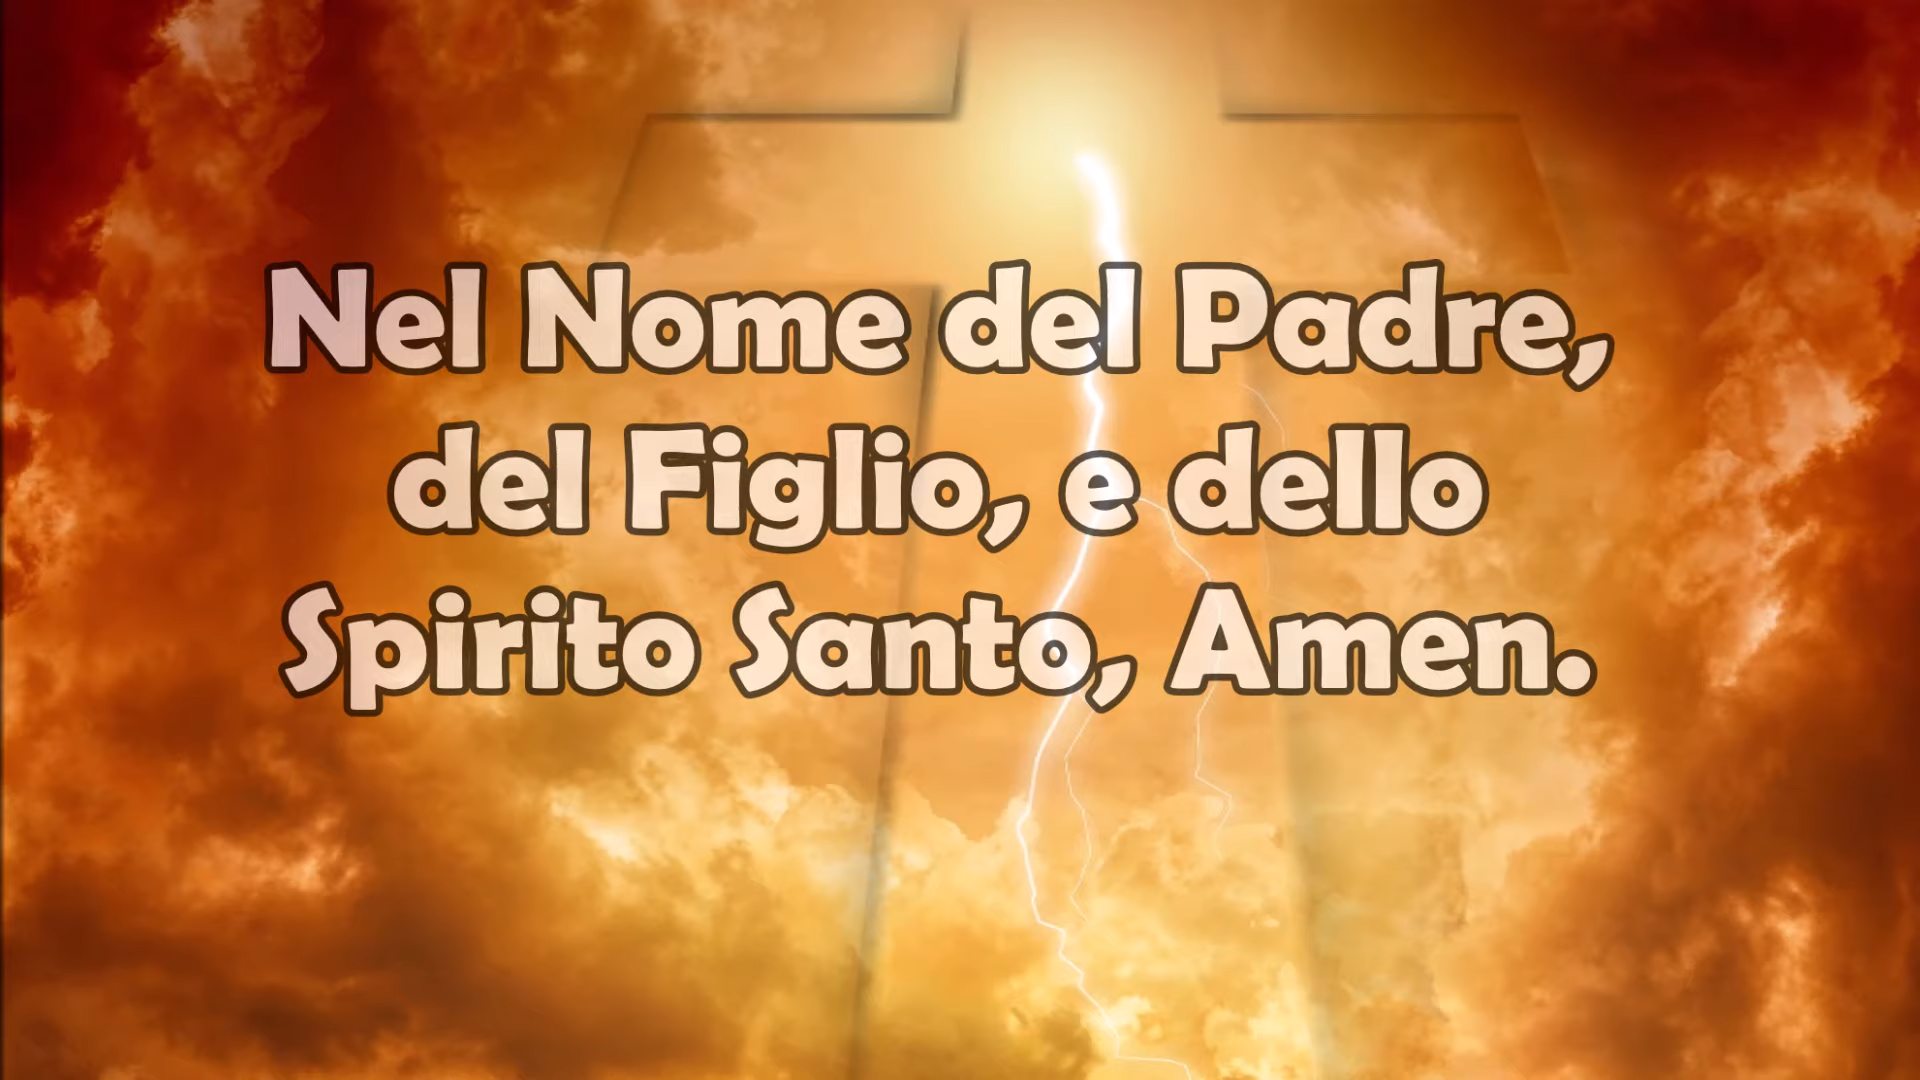 Nel Nome del Padre,
del Figlio, e dello
Spirito Santo, Amen.